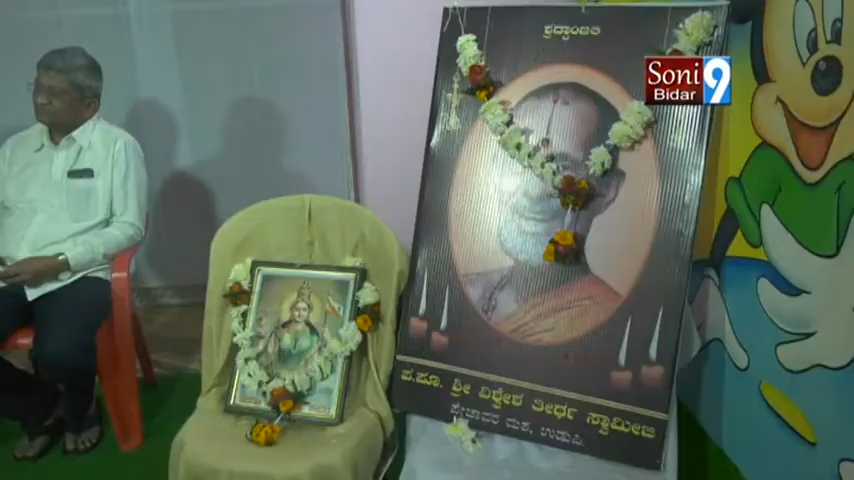 ಶ್ರದ್ಧಾಂಜಲಿ
Soni 9
Bidar
ಪ.ಪೂ. ಶ್ರೀ ವಿಶ್ವೇಶ ತೀರ್ಥ ಸ್ವಾಮೀಜಿ
ಪೇಜಾವರ ಮಠ, ಉಡುಪಿ.